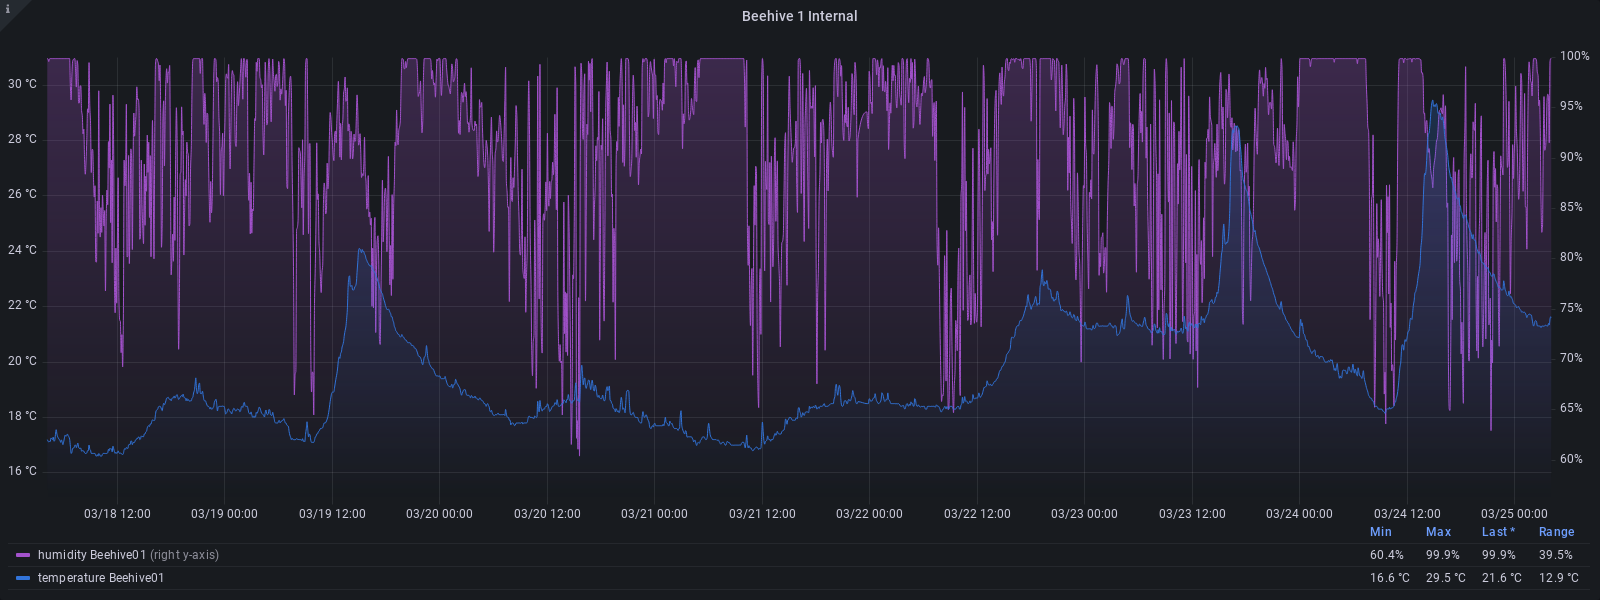 i
Beehive 1 Internal
30 °C
28 °C
26 °C
24 °C
22 °C
20 °C
18 °C
16 °C
100%
95%
90%
85%
80%
75%
70%
65%
60%
03/18 12:00 03/19 00:00 03/19 12:00 03/20 00:00 03/20 12:00 03/21 00:00 03/21 12:00 03/22 00:00 03/22 12:00 03/23 00:00 03/23 12:00 03/24 00:00 03/24 12:00 03/25 00:00
Min Max Last * Range
humidity Beehive01 (right y-axis) 60.4% 99.9% 99.9% 39.5%
temperature Beehive01 16.6 °C 29.5 °C 21.6 °C 12.9 °C